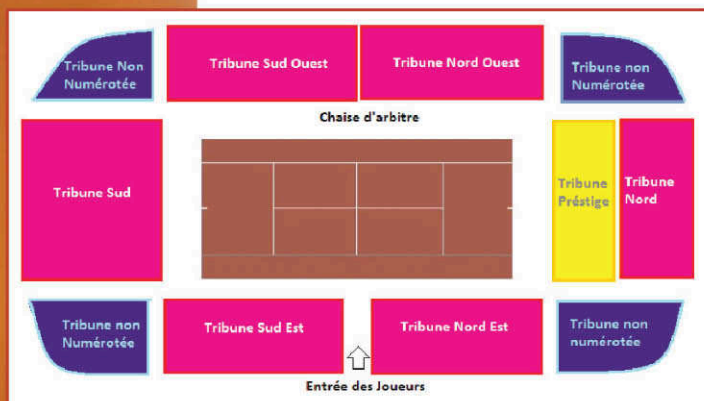 Tribune Non
Numérotée
Tribune Sud Ouest
Tribune Nord Ouest
Tribune non
Numérotée
Chaise d'arbitre
Tribune Sud
Tribune
Préstige
Tribune
Nord
Tribune non
Numérotée
Tribune Sud Est
Tribune Nord Est
Tribune non
numérotée
Entrée des Joueurs